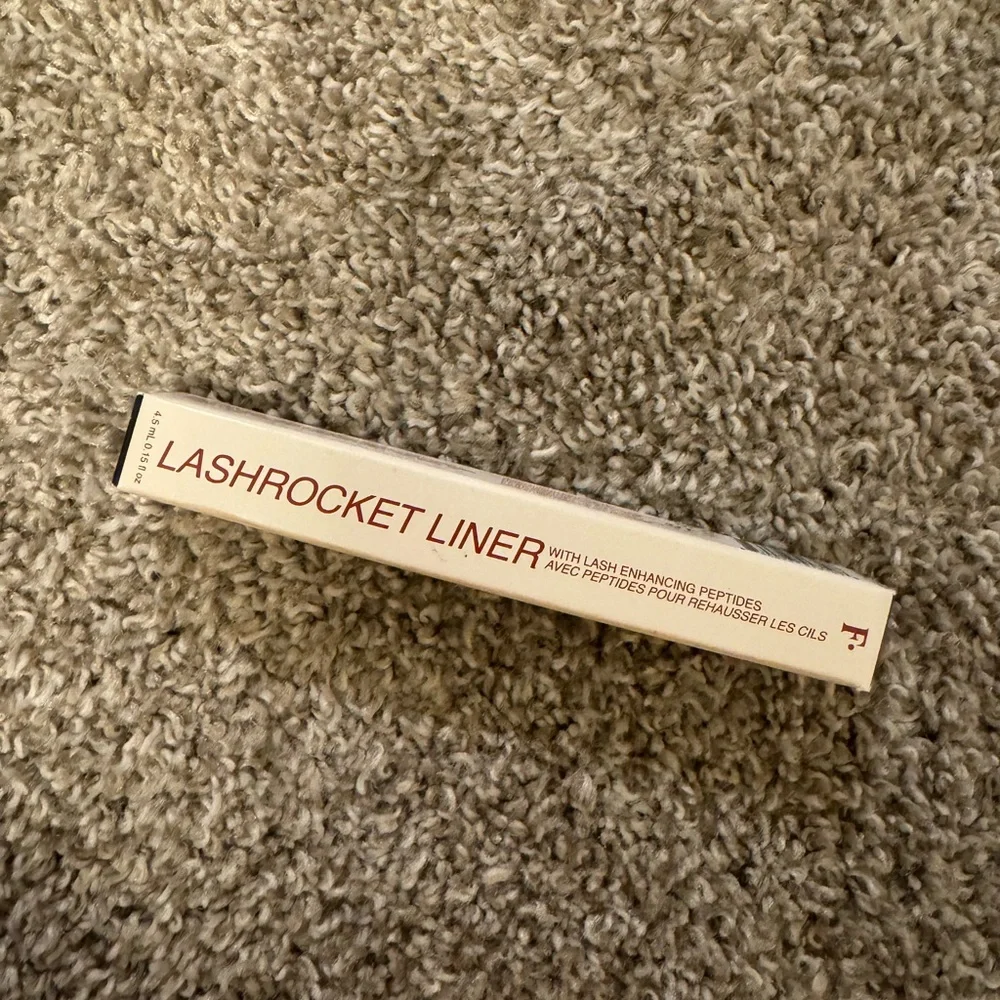 4.5 mL 0.15 fl oz
LASHROCKET LINER
WITH LASH ENHANCING PEPTIDES
AVEC PEPTIDES POUR REHAUSSER LES CILS
F.